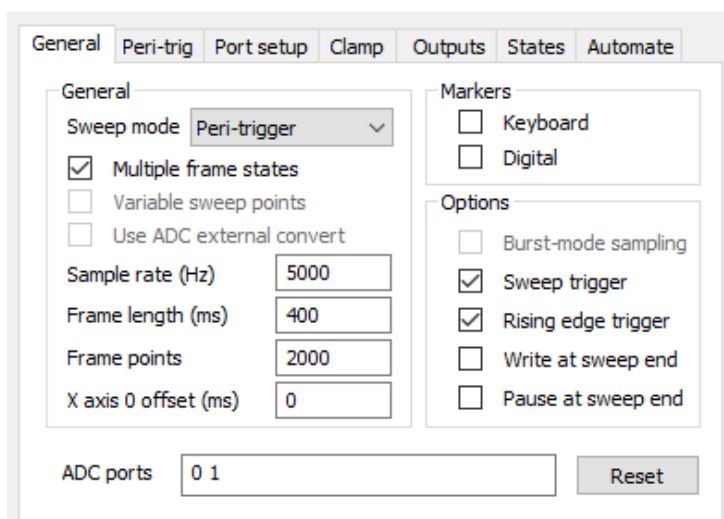 General Peri-trig Port setup Clamp Outputs States Automate
General
Sweep mode Peri-trigger
Multiple frame states
Variable sweep points
Use ADC external convert
Sample rate (Hz) 5000
Frame length (ms) 400
Frame points 2000
X axis 0 offset (ms) 0
Markers
Keyboard
Digital
Options
Burst-mode sampling
Sweep trigger
Rising edge trigger
Write at sweep end
Pause at sweep end
ADC ports 0 1 Reset